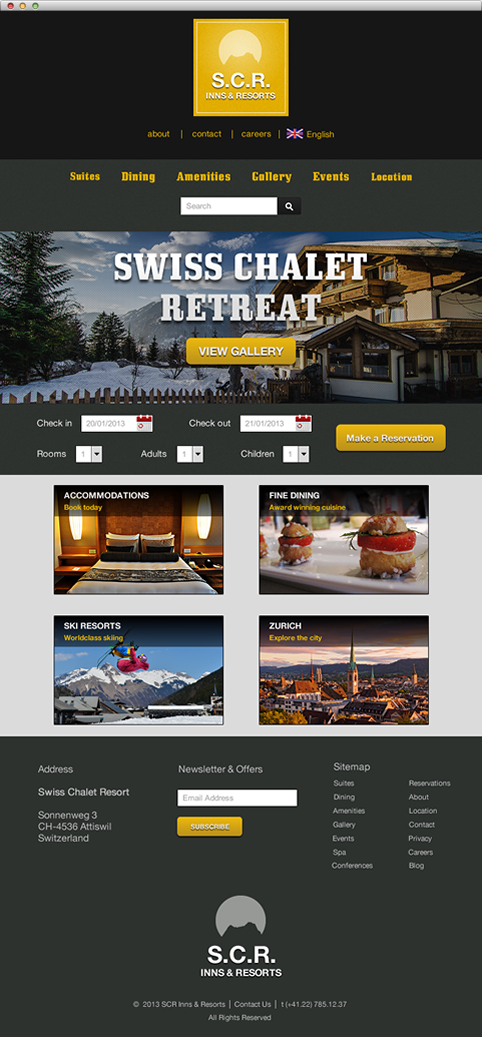 S.C.R.
INNS & RESORTS
about | contact | careers | English
Suites Dining Amenities Gallery Events Location
Search
SWISS CHALET
RETREAT
VIEW GALLERY
Check in 20/01/2013 Check out 21/01/2013
Make a Reservation
Rooms 1 Adults 1 Children 1
ACCOMMODATIONS
Book today
FINE DINING
Award winning cuisine
SKI RESORTS
Worldclass skiing
ZURICH
Explore the city
Address
Swiss Chalet Resort
Sonnenweg 3
CH-4536 Attiswil
Switzerland
Newsletter & Offers
Email Address
SUBSCRIBE
Sitemap
Suites Reservations
Dining About
Amenities Location
Gallery Contact
Events Privacy
Spa Careers
Conferences Blog
S.C.R.
INNS & RESORTS
© 2013 SCR Inns & Resorts | Contact Us | t (+41.22) 785.12.37
All Rights Reserved